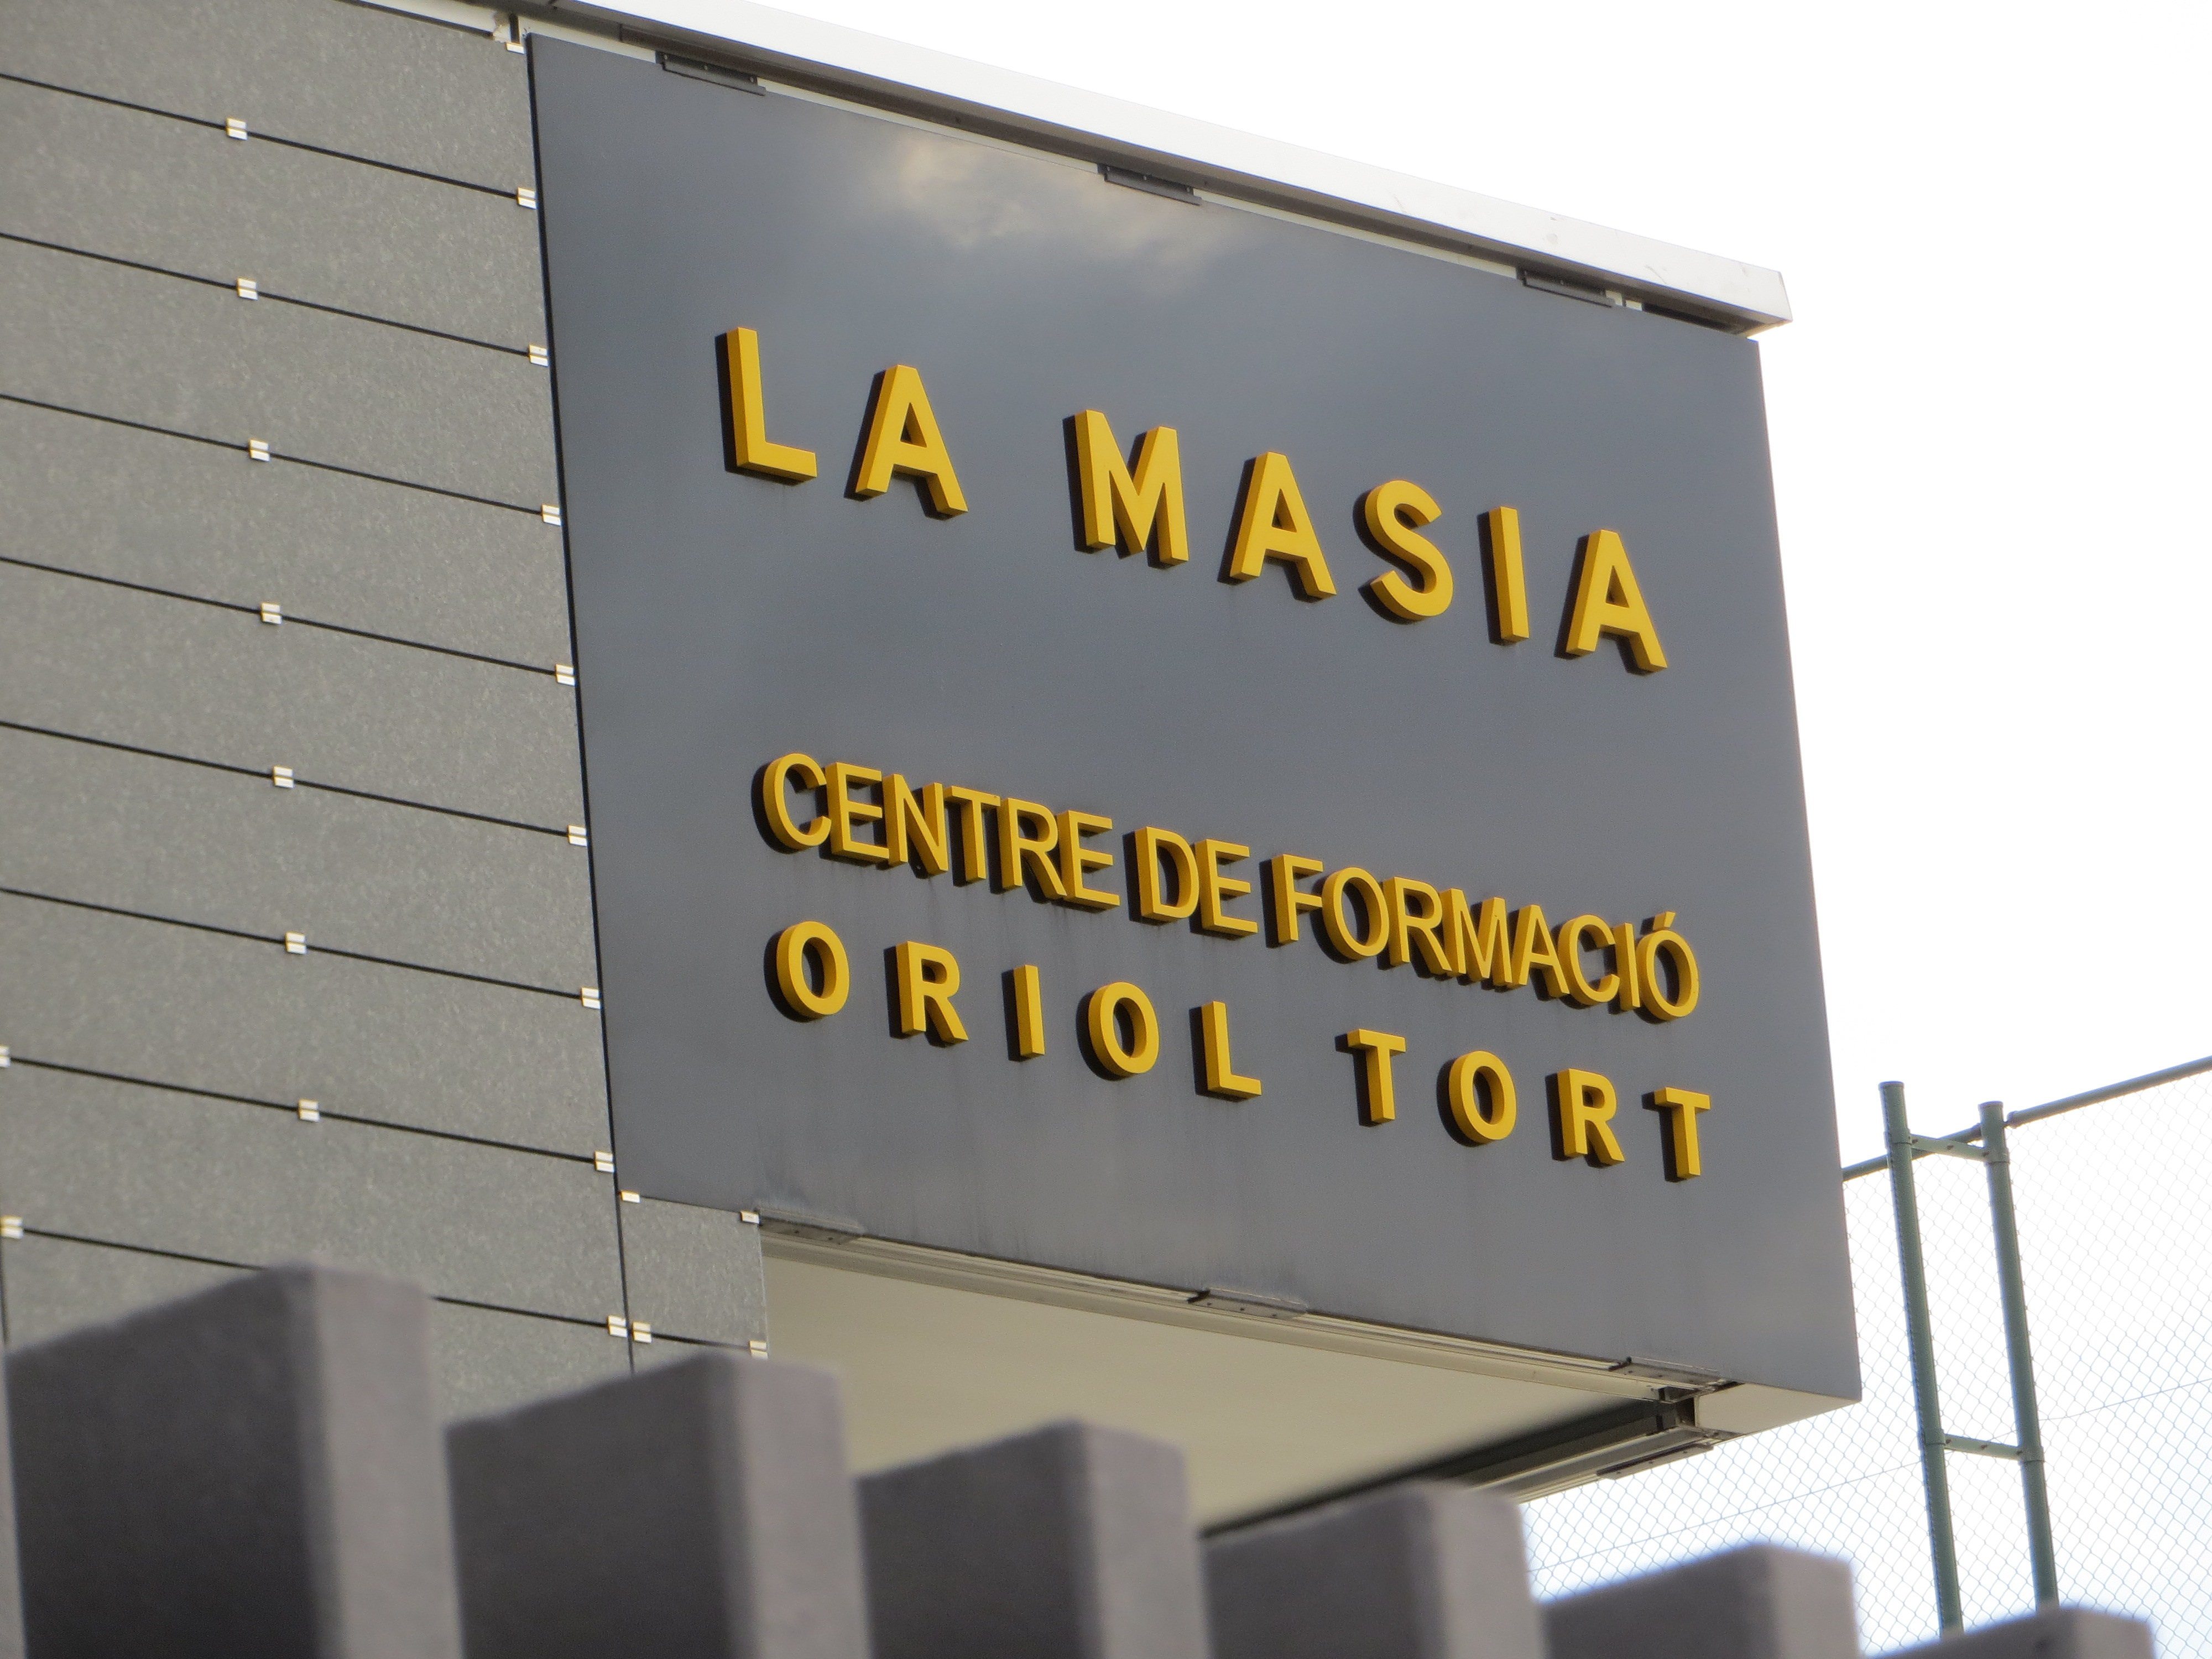 LA MASIA
CENTRE DE FORMACIÓ
ORIOL TORT